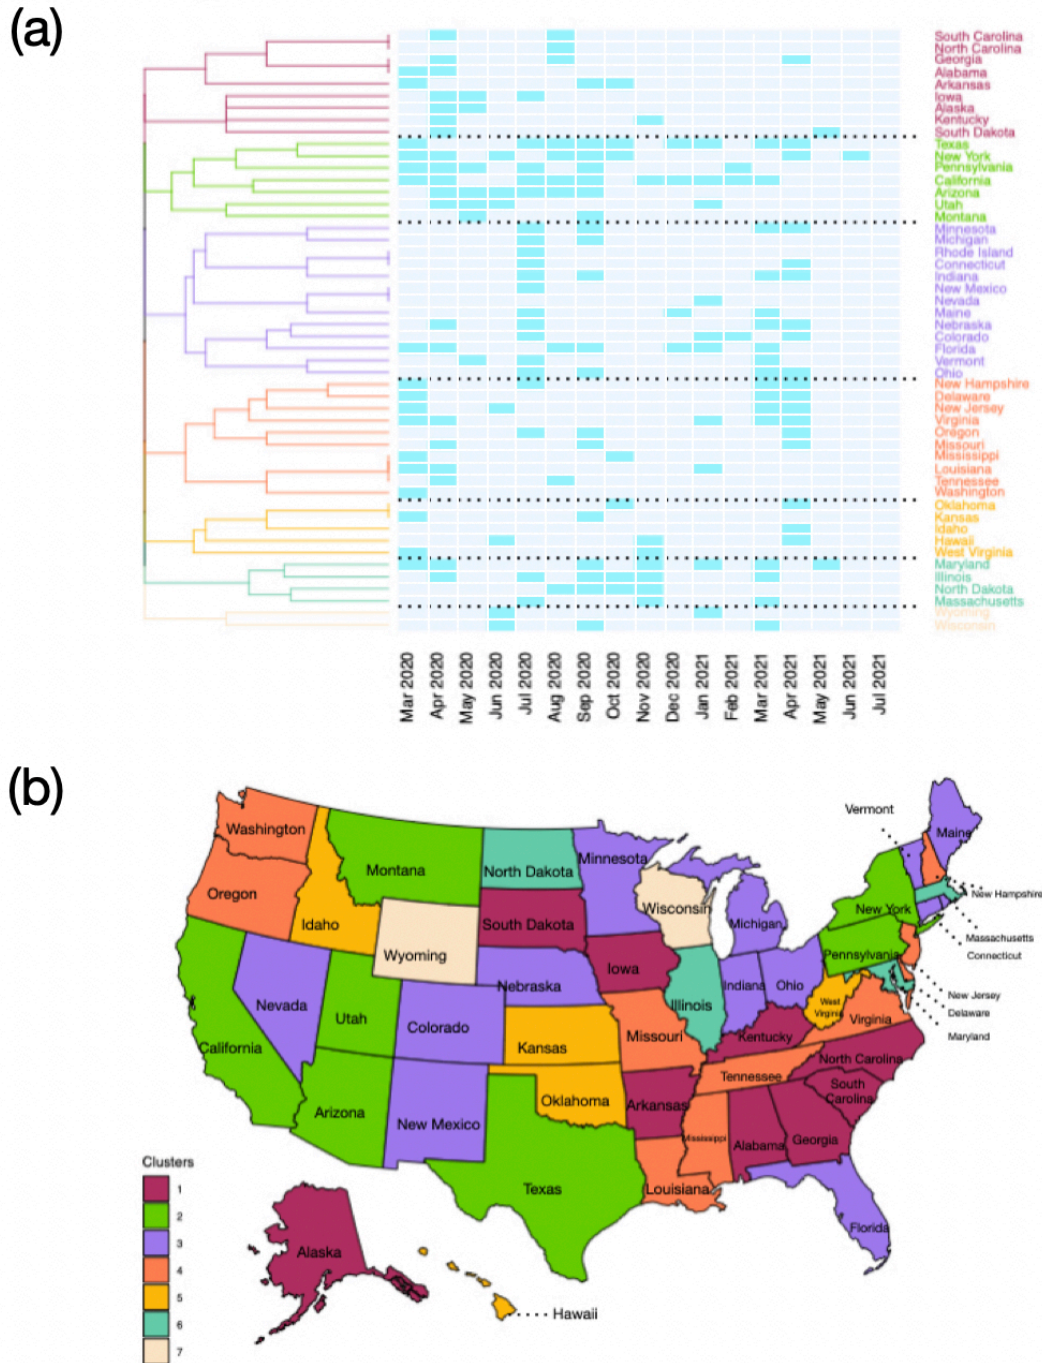 (a)
South Carolina
North Carolina
Georgia
Alabama
Arkansas
Iowa
Alaska
Kentucky
South Dakota
Texas
New York
Pennsylvania
California
Arizona
Utah
Montana
Minnesota
Michigan
Rhode Island
Connecticut
Indiana
New Mexico
Nevada
Maine
Nebraska
Colorado
Florida
Vermont
Ohio
New Hampshire
Delaware
New Jersey
Virginia
Oregon
Missouri
Mississippi
Louisiana
Tennessee
Washington
Oklahoma
Kansas
Idaho
Hawaii
West Virginia
Maryland
Illinois
North Dakota
Massachusetts
Wyoming
Wisconsin
Mar 2020
Apr 2020
May 2020
Jun 2020
Jul 2020
Aug 2020
Sep 2020
Oct 2020
Nov 2020
Dec 2020
Jan 2021
Feb 2021
Mar 2021
Apr 2021
May 2021
Jun 2021
Jul 2021
(b)
Vermont
Washington
Maine
Montana
North Dakota
Minnesota
Oregon
New Hampshire
Idaho
Wisconsin
New York
South Dakota
Michigan
Massachusetts
Wyoming
Pennsylvania
Connecticut
Iowa
Nebraska
Indiana
Ohio
New Jersey
Nevada
Illinois
West
Virginia
Delaware
Utah
Colorado
Virginia
Maryland
California
Kansas
Missouri
Kentucky
North Carolina
Tennessee
South
Carolina
Arizona
New Mexico
Oklahoma
Arkansas
Mississippi
Alabama
Georgia
Clusters
Texas
Louisiana
1
2
3
4
5
6
7
Florida
Alaska
Hawaii